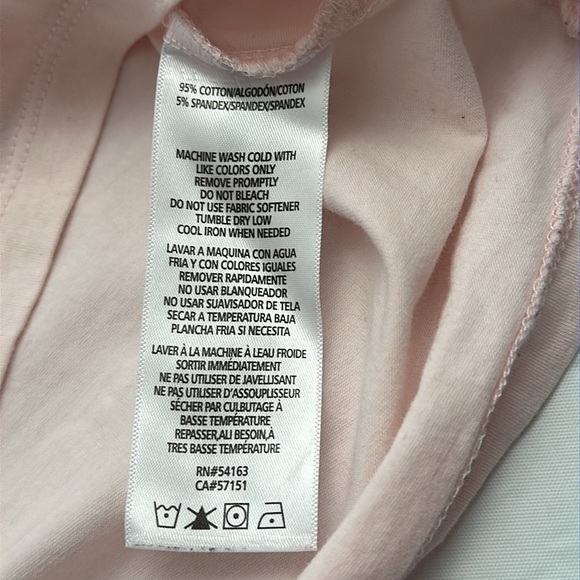 95% COTTON/ALGODÓN/COTON
5% SPANDEX/SPANDEX/SPANDEX
MACHINE WASH COLD WITH
LIKE COLORS ONLY
REMOVE PROMPTLY
DO NOT BLEACH
DO NOT USE FABRIC SOFTENER
TUMBLE DRY LOW
COOL IRON WHEN NEEDED
LAVAR A MAQUINA CON AGUA
FRIA Y CON COLORES IGUALES
REMOVER RAPIDAMENTE
NO USAR BLANQUEADOR
NO USAR SUAVISADOR DE TELA
SECAR A TEMPERATURA BAJA
PLANCHA FRIA SI NECESITA
LAVER À LA MACHINE À LEAU FROIDE
SORTIR IMMÉDIATEMENT
NE PAS UTILISER DE JAVELLISANT
NE PAS UTILISER D'ASSOUPLISSEUR
SÉCHER PAR CULBUTAGE À
BASSE TEMPÉRATURE
REPASSER,ALI BESOIN,À
TRES BASSE TEMPÉRATURE
RN#54163
CA#57151